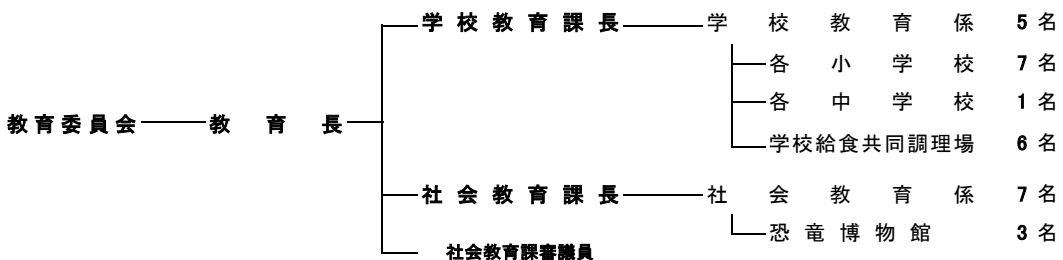 学校教育課長 学校教育係 5名
各小学校 7名
各中学校 1名
教育委員会 教育長
学校給食共同調理場 6名
社会教育課長 社会教育係 7名
恐竜博物館 3名
社会教育課審議員